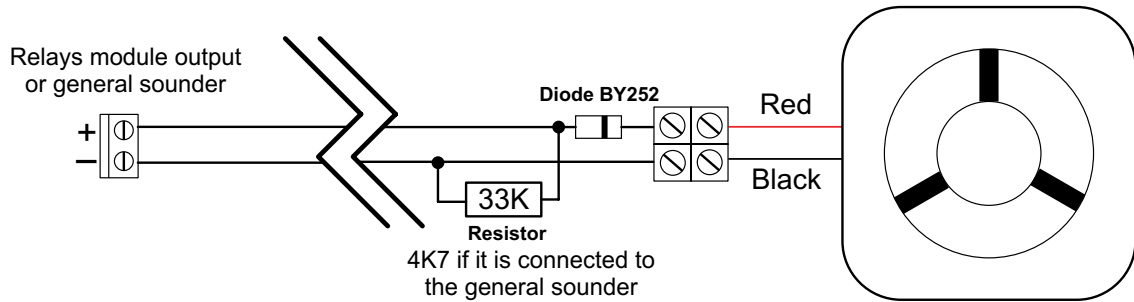 Relays module output
or general sounder
+
−
Diode BY252
Red
Black
33K
Resistor
4K7 if it is connected to
the general sounder